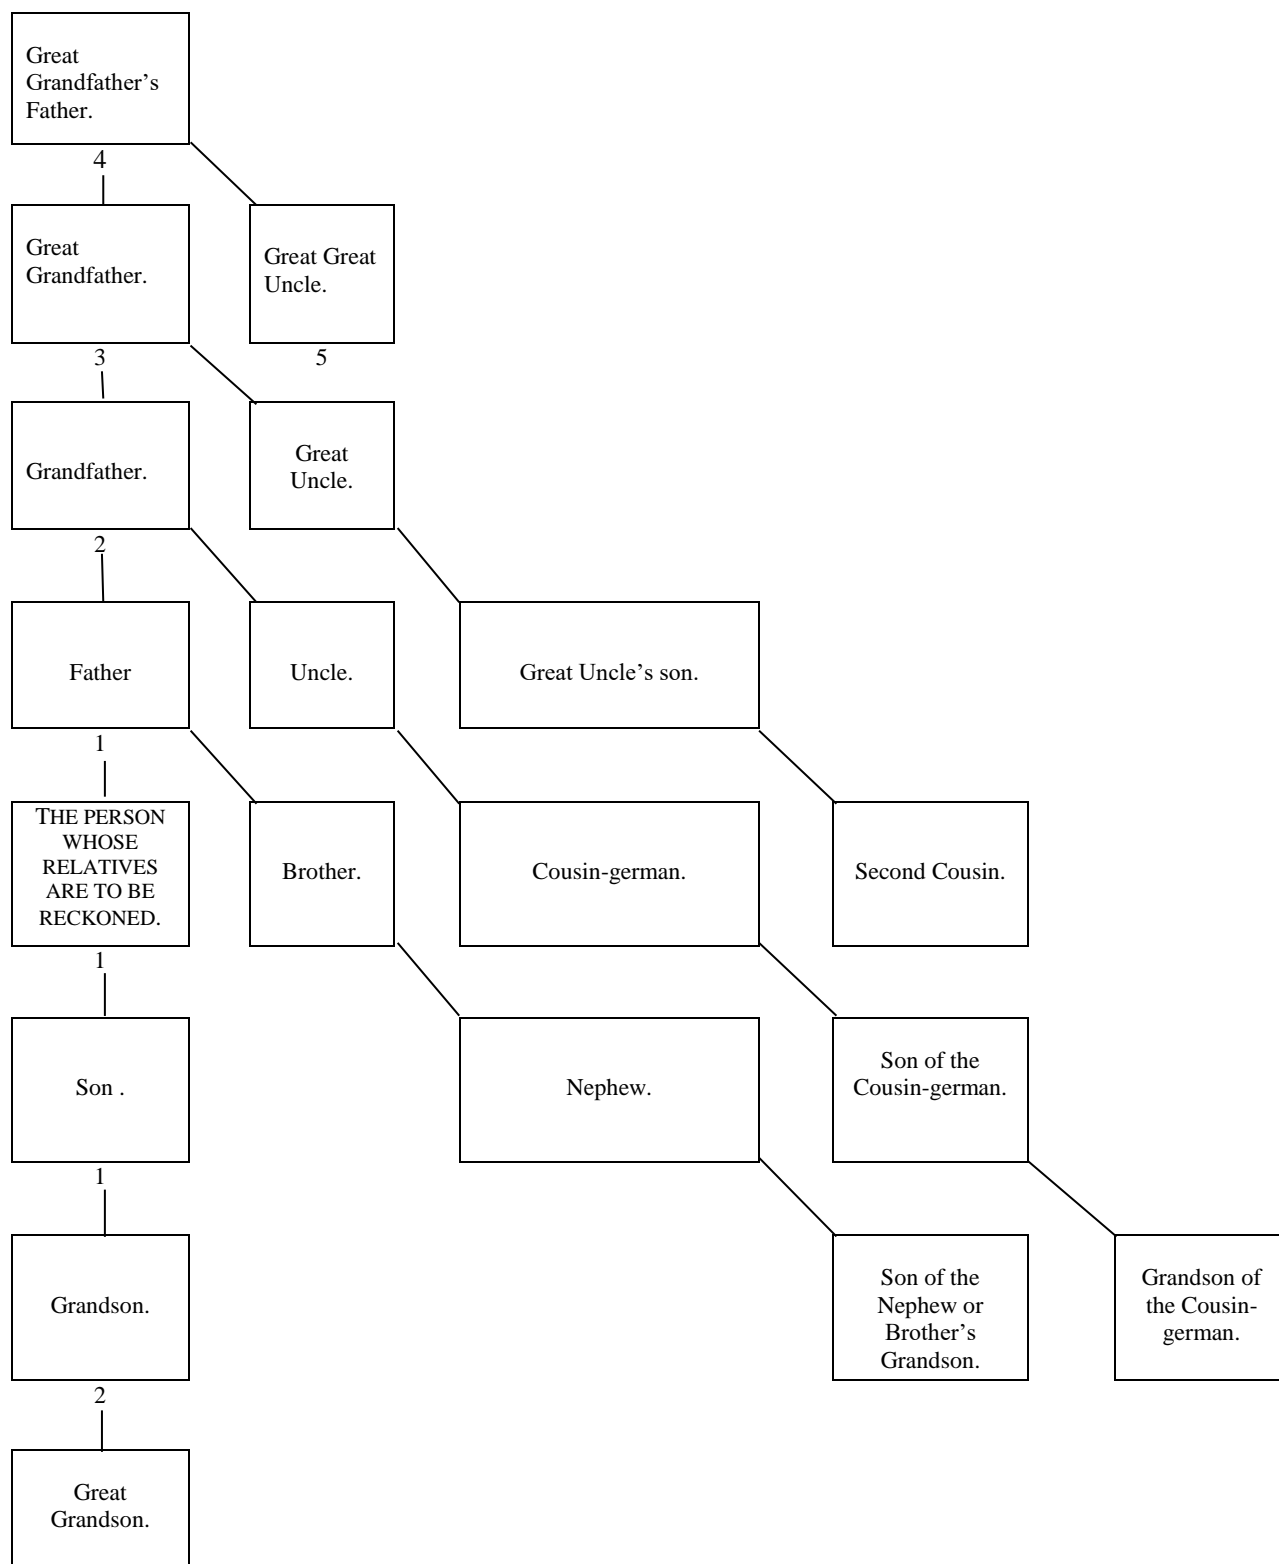 Great
Grandfather’s
Father.
4
Great
Grandfather.
Great Great
Uncle.
3
5
Grandfather.
Great
Uncle.
2
Father
Uncle.
Great Uncle’s son.
1
THE PERSON
WHOSE
RELATIVES
ARE TO BE
RECKONED.
Brother.
Cousin-german.
Second Cousin.
1
Son .
Nephew.
Son of the
Cousin-german.
1
Grandson.
Son of the
Nephew or
Brother’s
Grandson.
Grandson of
the Cousin-
german.
2
Great
Grandson.